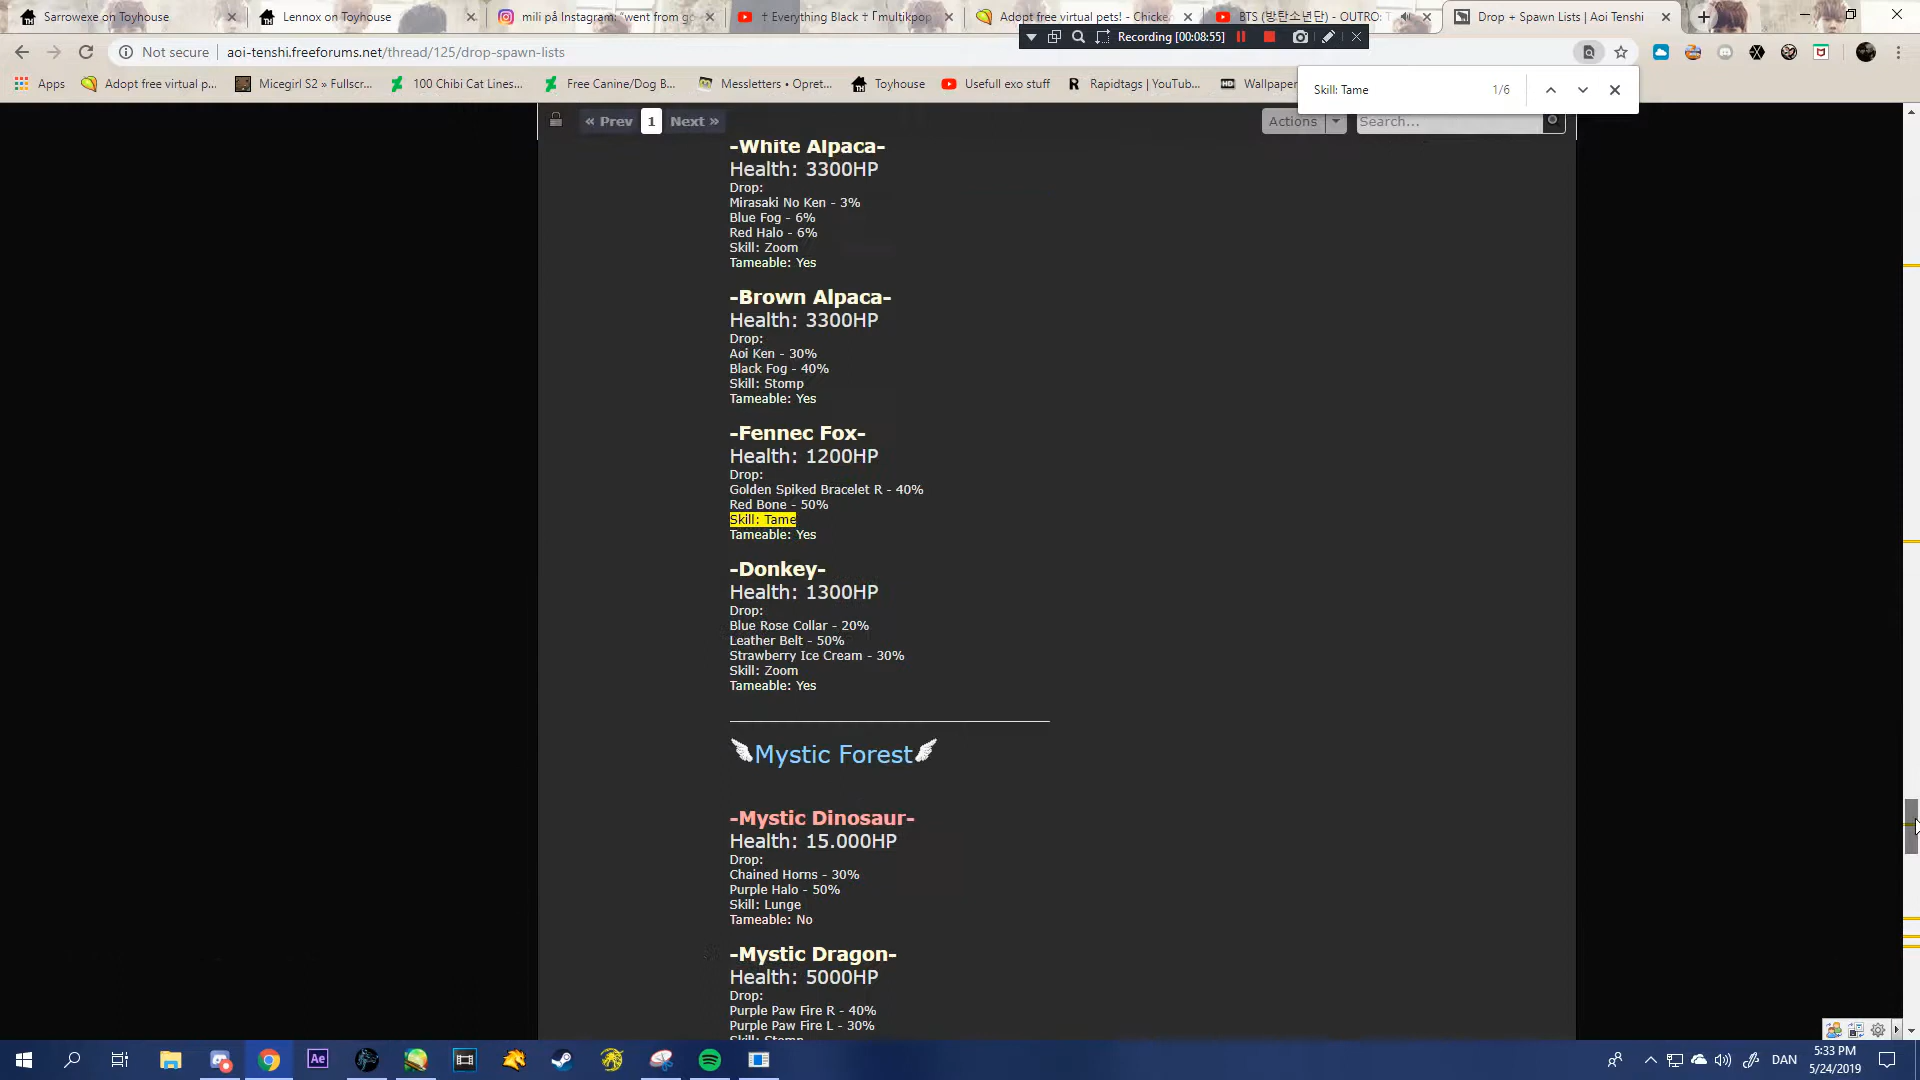 Sarrowexe on Toyhouse
Lennox on Toyhouse
mili på Instagram: "went from go
† Everything Black † 「multikpop
Adopt free virtual pets! - Chicke
BTS (방탄소년단) - OUTRO: T
Drop + Spawn Lists | Aoi Tenshi
Recording [00:08:55]
Not secure
aoi-tenshi.freeforums.net/thread/125/drop-spawn-lists
Apps
Adopt free virtual p...
Micegirl S2 » Fullscr...
100 Chibi Cat Lines...
Free Canine/Dog B...
Messletters • Opret...
Toyhouse
Usefull exo stuff
Rapidtags | YouTub...
Wallpaper
Skill: Tame
1/6
« Prev
1
Next »
Actions
Search...
-White Alpaca-
Health: 3300HP
Drop:
Mirasaki No Ken - 3%
Blue Fog - 6%
Red Halo - 6%
Skill: Zoom
Tameable: Yes
-Brown Alpaca-
Health: 3300HP
Drop:
Aoi Ken - 30%
Black Fog - 40%
Skill: Stomp
Tameable: Yes
-Fennec Fox-
Health: 1200HP
Drop:
Golden Spiked Bracelet R - 40%
Red Bone - 50%
Skill: Tame
Tameable: Yes
-Donkey-
Health: 1300HP
Drop:
Blue Rose Collar - 20%
Leather Belt - 50%
Strawberry Ice Cream - 30%
Skill: Zoom
Tameable: Yes
Mystic Forest
-Mystic Dinosaur-
Health: 15.000HP
Drop:
Chained Horns - 30%
Purple Halo - 50%
Skill: Lunge
Tameable: No
-Mystic Dragon-
Health: 5000HP
Drop:
Purple Paw Fire R - 40%
Purple Paw Fire L - 30%
Skill: Stomp
Ae
DAN
5:33 PM
5/24/2019